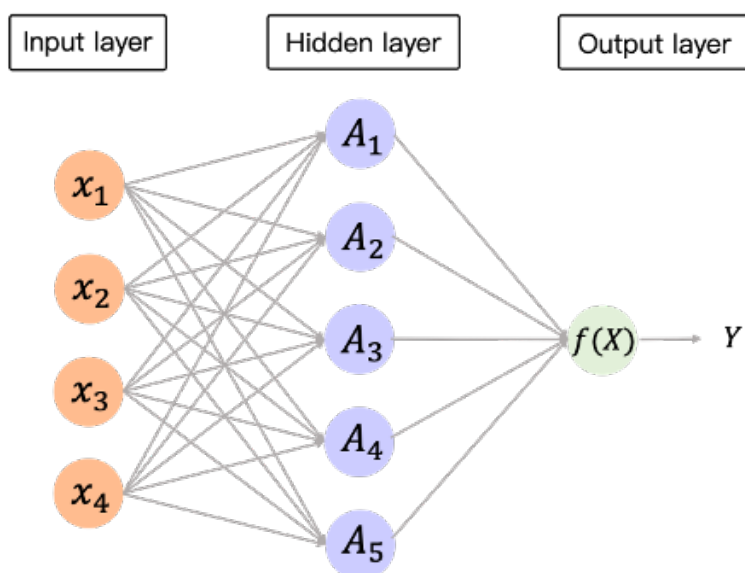 Input layer
Hidden layer
Output layer
x₁
x₂
x₃
x₄
A₁
A₂
A₃
A₄
A₅
f(X)
Y